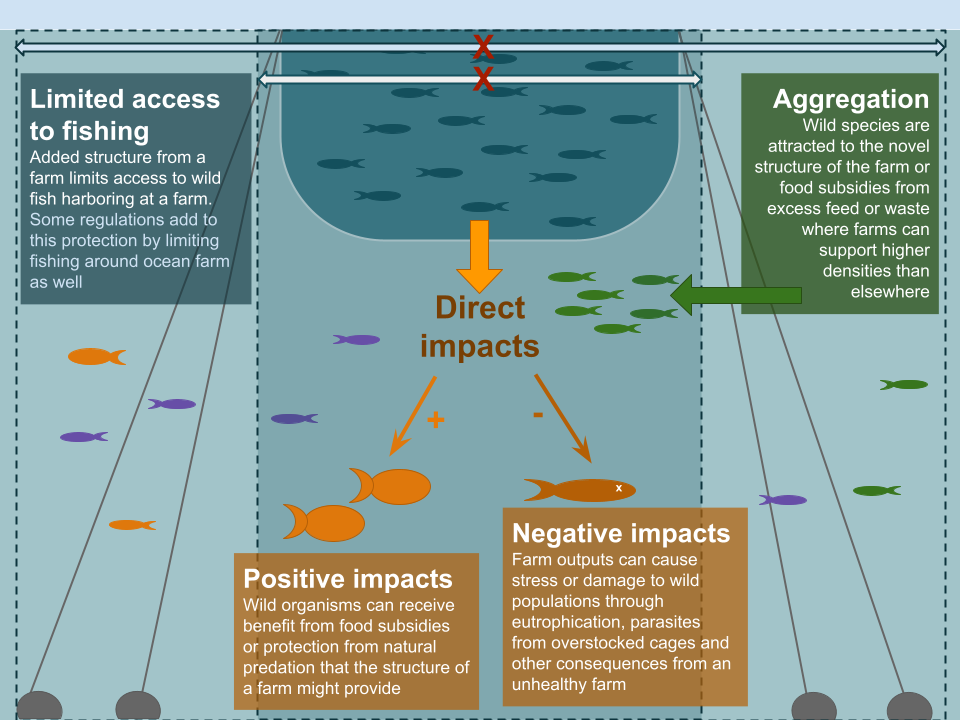 X
X
Limited access
to fishing
Added structure from a
farm limits access to wild
fish harboring at a farm.
Some regulations add to
this protection by limiting
fishing around ocean farm
as well
Aggregation
Wild species are
attracted to the novel
structure of the farm or
food subsidies from
excess feed or waste
where farms can
support higher
densities than
elsewhere
Direct
impacts
+
-
x
Positive impacts
Wild organisms can receive
benefit from food subsidies
or protection from natural
predation that the structure of
a farm might provide
Negative impacts
Farm outputs can cause
stress or damage to wild
populations through
eutrophication, parasites
from overstocked cages and
other consequences from an
unhealthy farm